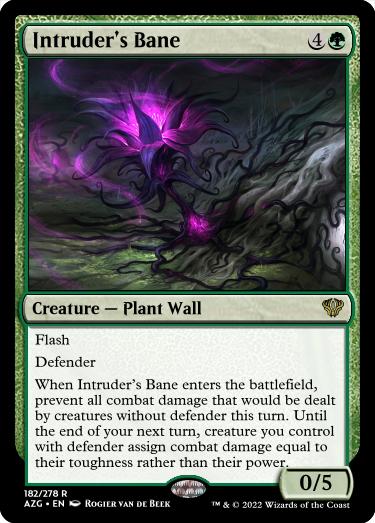 Intruder's Bane 4
Creature — Plant Wall
Flash
Defender
When Intruder's Bane enters the battlefield,
prevent all combat damage that would be dealt
by creatures without defender this turn. Until
the end of your next turn, creature you control
with defender assign combat damage equal to
their toughness rather than their power.
0/5
182/278 R
AZG • EN Rogier van de Beek ™ & © 2022 Wizards of the Coast